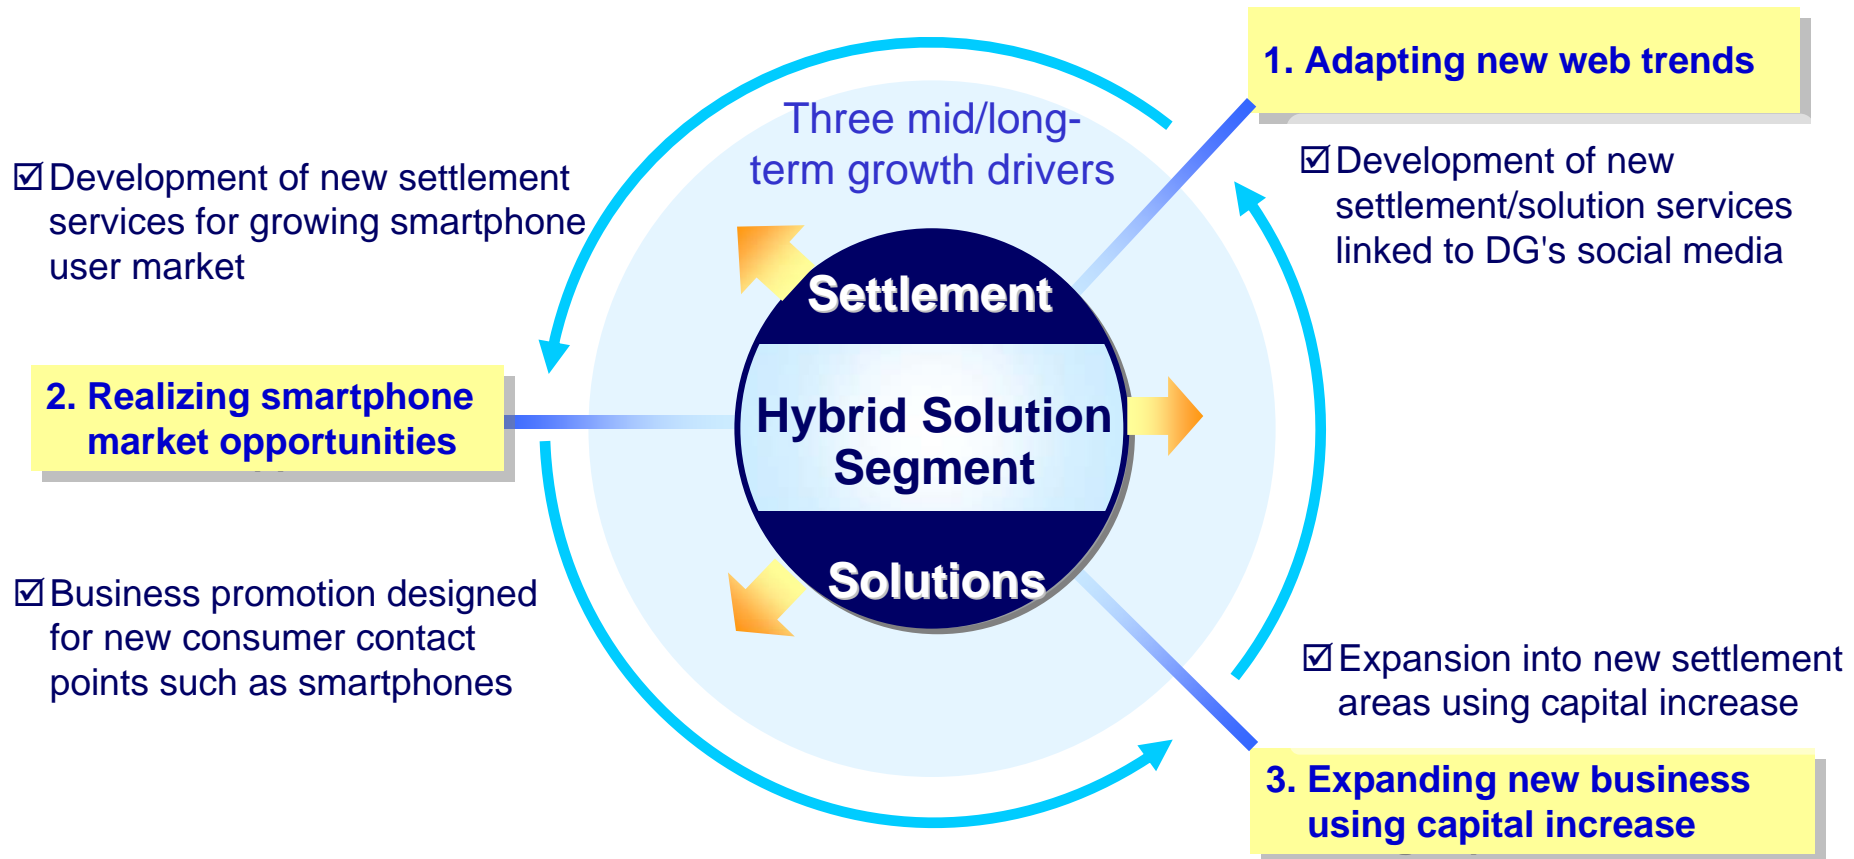 1. Adapting new web trends
Three mid/long-
term growth drivers
☑Development of new
settlement/solution services
linked to DG's social media
☑Development of new settlement
services for growing smartphone
user market
Settlement
2. Realizing smartphone
market opportunities
Hybrid Solution
Segment
Solutions
☑Business promotion designed
for new consumer contact
points such as smartphones
☑Expansion into new settlement
areas using capital increase
3. Expanding new business
using capital increase